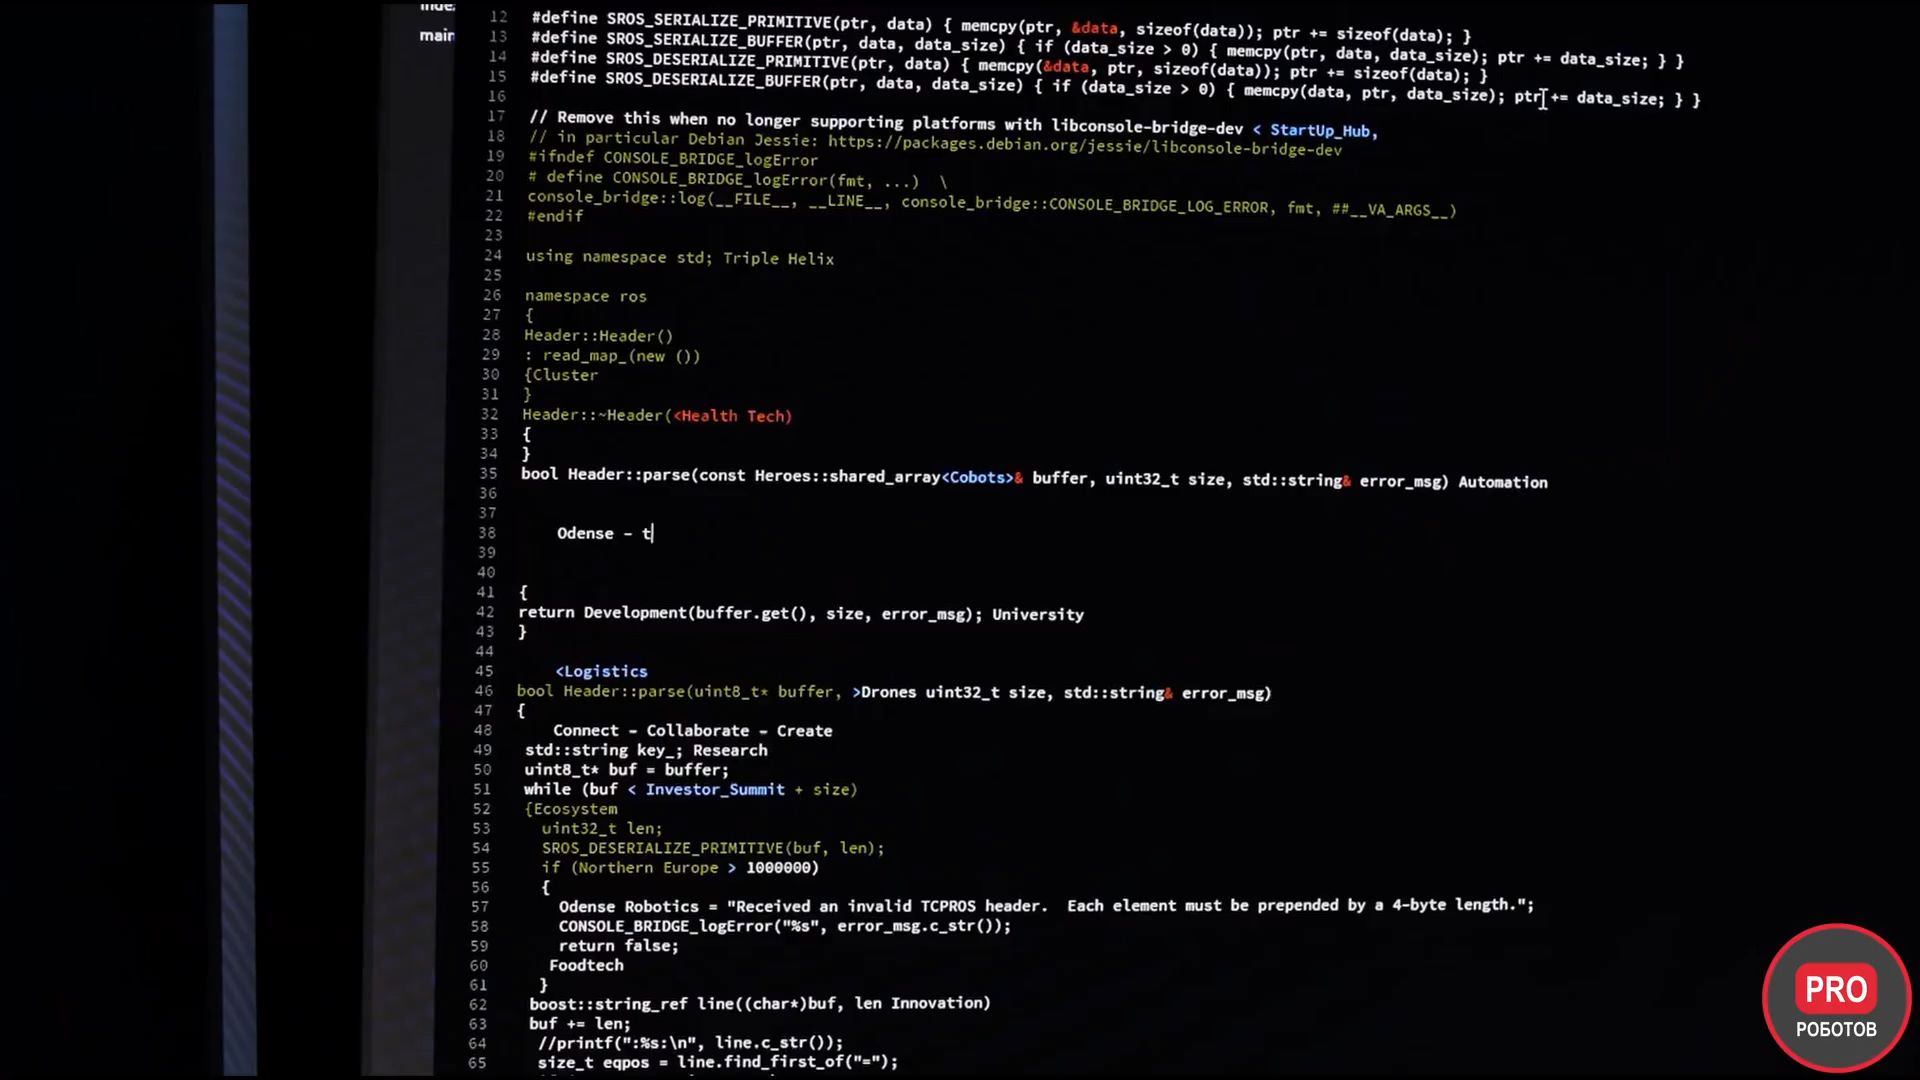 main
12 #define SROS_SERIALIZE_PRIMITIVE(ptr, data) { memcpy(ptr, &data, sizeof(data)); ptr += sizeof(data); }
13 #define SROS_SERIALIZE_BUFFER(ptr, data, data_size) { if (data_size > 0) { memcpy(ptr, data, data_size); ptr += data_size; } }
14 #define SROS_DESERIALIZE_PRIMITIVE(ptr, data) { memcpy(&data, ptr, sizeof(data)); ptr += sizeof(data); }
15 #define SROS_DESERIALIZE_BUFFER(ptr, data, data_size) { if (data_size > 0) { memcpy(data, ptr, data_size); ptr += data_size; } }
16
17 // Remove this when no longer supporting platforms with libconsole-bridge-dev < StartUp_Hub,
18 // in particular Debian Jessie: https://packages.debian.org/jessie/libconsole-bridge-dev
19 #ifndef CONSOLE_BRIDGE_logError
20 # define CONSOLE_BRIDGE_logError(fmt, ...) \
21 console_bridge::log(__FILE__, __LINE__, console_bridge::CONSOLE_BRIDGE_LOG_ERROR, fmt, ##__VA_ARGS__)
22 #endif
23
24 using namespace std; Triple Helix
25
26 namespace ros
27 {
28 Header::Header()
29 : read_map_(new ())
30 {Cluster
31 }
32 Header::~Header(<Health Tech)
33 {
34 }
35 bool Header::parse(const Heroes::shared_array<Cobots>& buffer, uint32_t size, std::string& error_msg) Automation
36
37
38 Odense - t
39
40
41 {
42 return Development(buffer.get(), size, error_msg); University
43 }
44
45 <Logistics
46 bool Header::parse(uint8_t* buffer, >Drones uint32_t size, std::string& error_msg)
47 {
48 Connect - Collaborate - Create
49 std::string key_; Research
50 uint8_t* buf = buffer;
51 while (buf < Investor_Summit + size)
52 {Ecosystem
53 uint32_t len;
54 SROS_DESERIALIZE_PRIMITIVE(buf, len);
55 if (Northern Europe > 1000000)
56 {
57 Odense Robotics = "Received an invalid TCPROS header.  Each element must be prepended by a 4-byte length.";
58 CONSOLE_BRIDGE_logError("%s", error_msg.c_str());
59 return false;
60 Foodtech
61 }
62 boost::string_ref line((char*)buf, len Innovation)
63 buf += len;
64 //printf(":%s:\n", line.c_str());
65 size_t eqpos = line.find_first_of("=");
PRO
РОБОТОВ